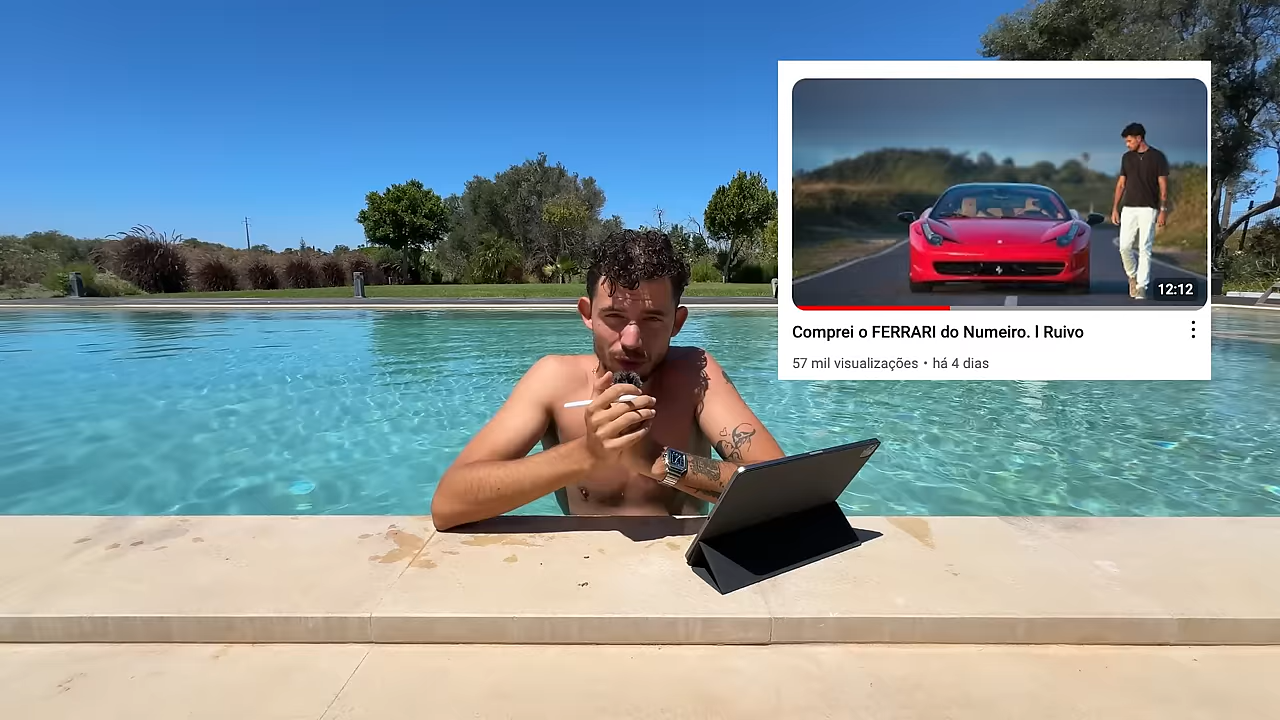 12:12
Comprei o FERRARI do Numeiro. I Ruivo
57 mil visualizações • há 4 dias